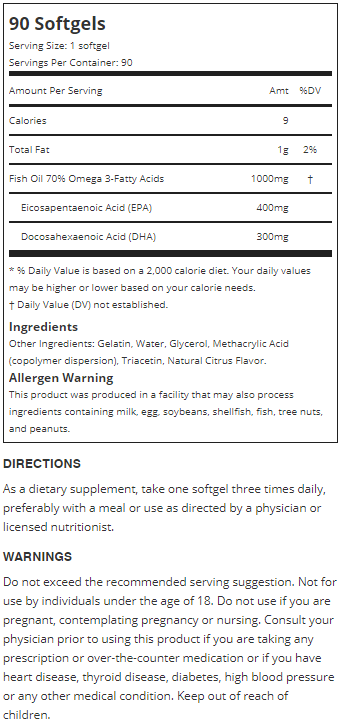 90 Softgels
Serving Size: 1 softgel
Servings Per Container: 90
Amount Per Serving Amt %DV
Calories 9
Total Fat 1g 2%
Fish Oil 70% Omega 3-Fatty Acids 1000mg †
Eicosapentaenoic Acid (EPA) 400mg
Docosahexaenoic Acid (DHA) 300mg
* % Daily Value is based on a 2,000 calorie diet. Your daily values
may be higher or lower based on your calorie needs.
† Daily Value (DV) not established.
Ingredients
Other Ingredients: Gelatin, Water, Glycerol, Methacrylic Acid
(copolymer dispersion), Triacetin, Natural Citrus Flavor.
Allergen Warning
This product was produced in a facility that may also process
ingredients containing milk, egg, soybeans, shellfish, fish, tree nuts,
and peanuts.
DIRECTIONS
As a dietary supplement, take one softgel three times daily,
preferably with a meal or use as directed by a physician or
licensed nutritionist.
WARNINGS
Do not exceed the recommended serving suggestion. Not for
use by individuals under the age of 18. Do not use if you are
pregnant, contemplating pregnancy or nursing. Consult your
physician prior to using this product if you are taking any
prescription or over-the-counter medication or if you have
heart disease, thyroid disease, diabetes, high blood pressure
or any other medical condition. Keep out of reach of
children.